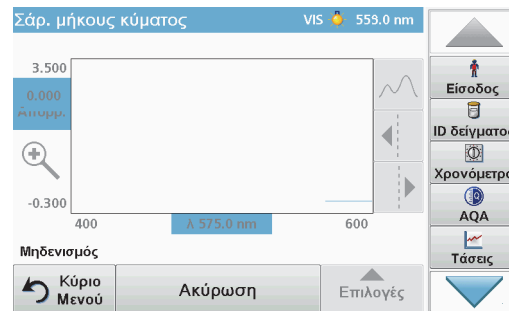 Σάρ. μήκους κύματος VIS 559.0 nm
3.500
0.000
Απορρ.
-0.300
400 λ 575.0 nm 600
Μηδενισμός
Κύριο Μενού
Ακύρωση
Επιλογές
Είσοδος
ID δείγματο
Χρονόμετρο
AQA
Τάσεις